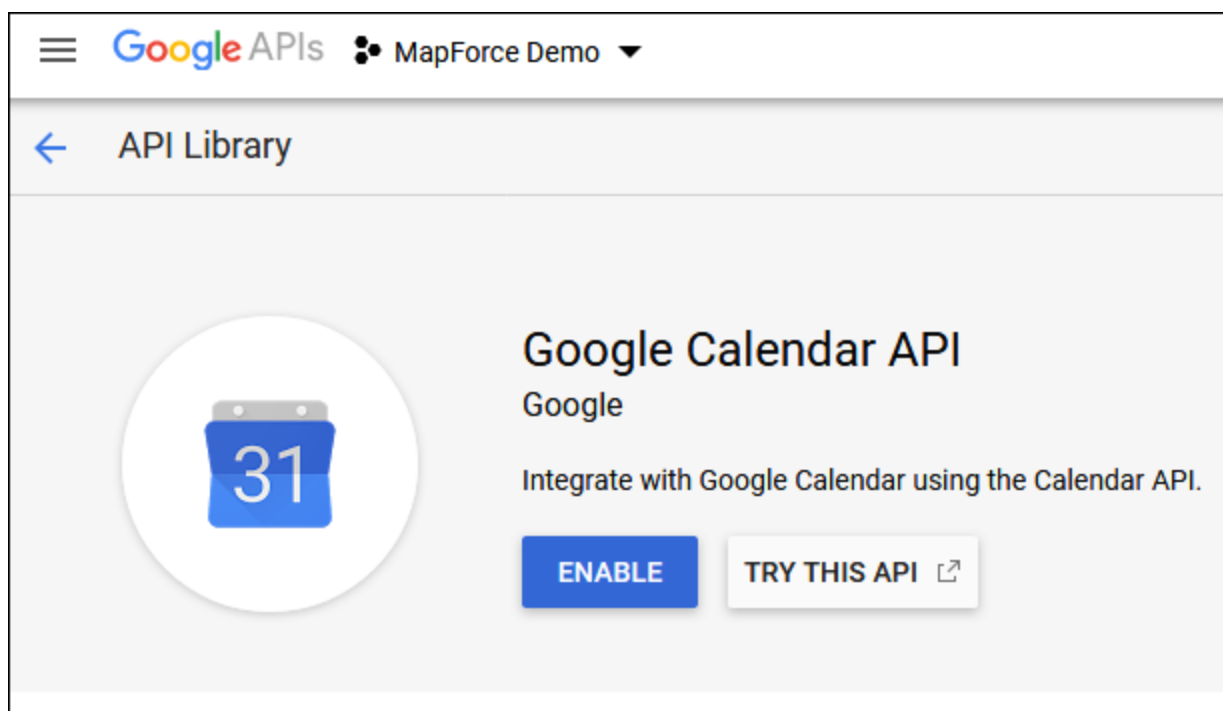 Google APIs MapForce Demo
API Library
Google Calendar API
Google
31
Integrate with Google Calendar using the Calendar API.
ENABLE TRY THIS API